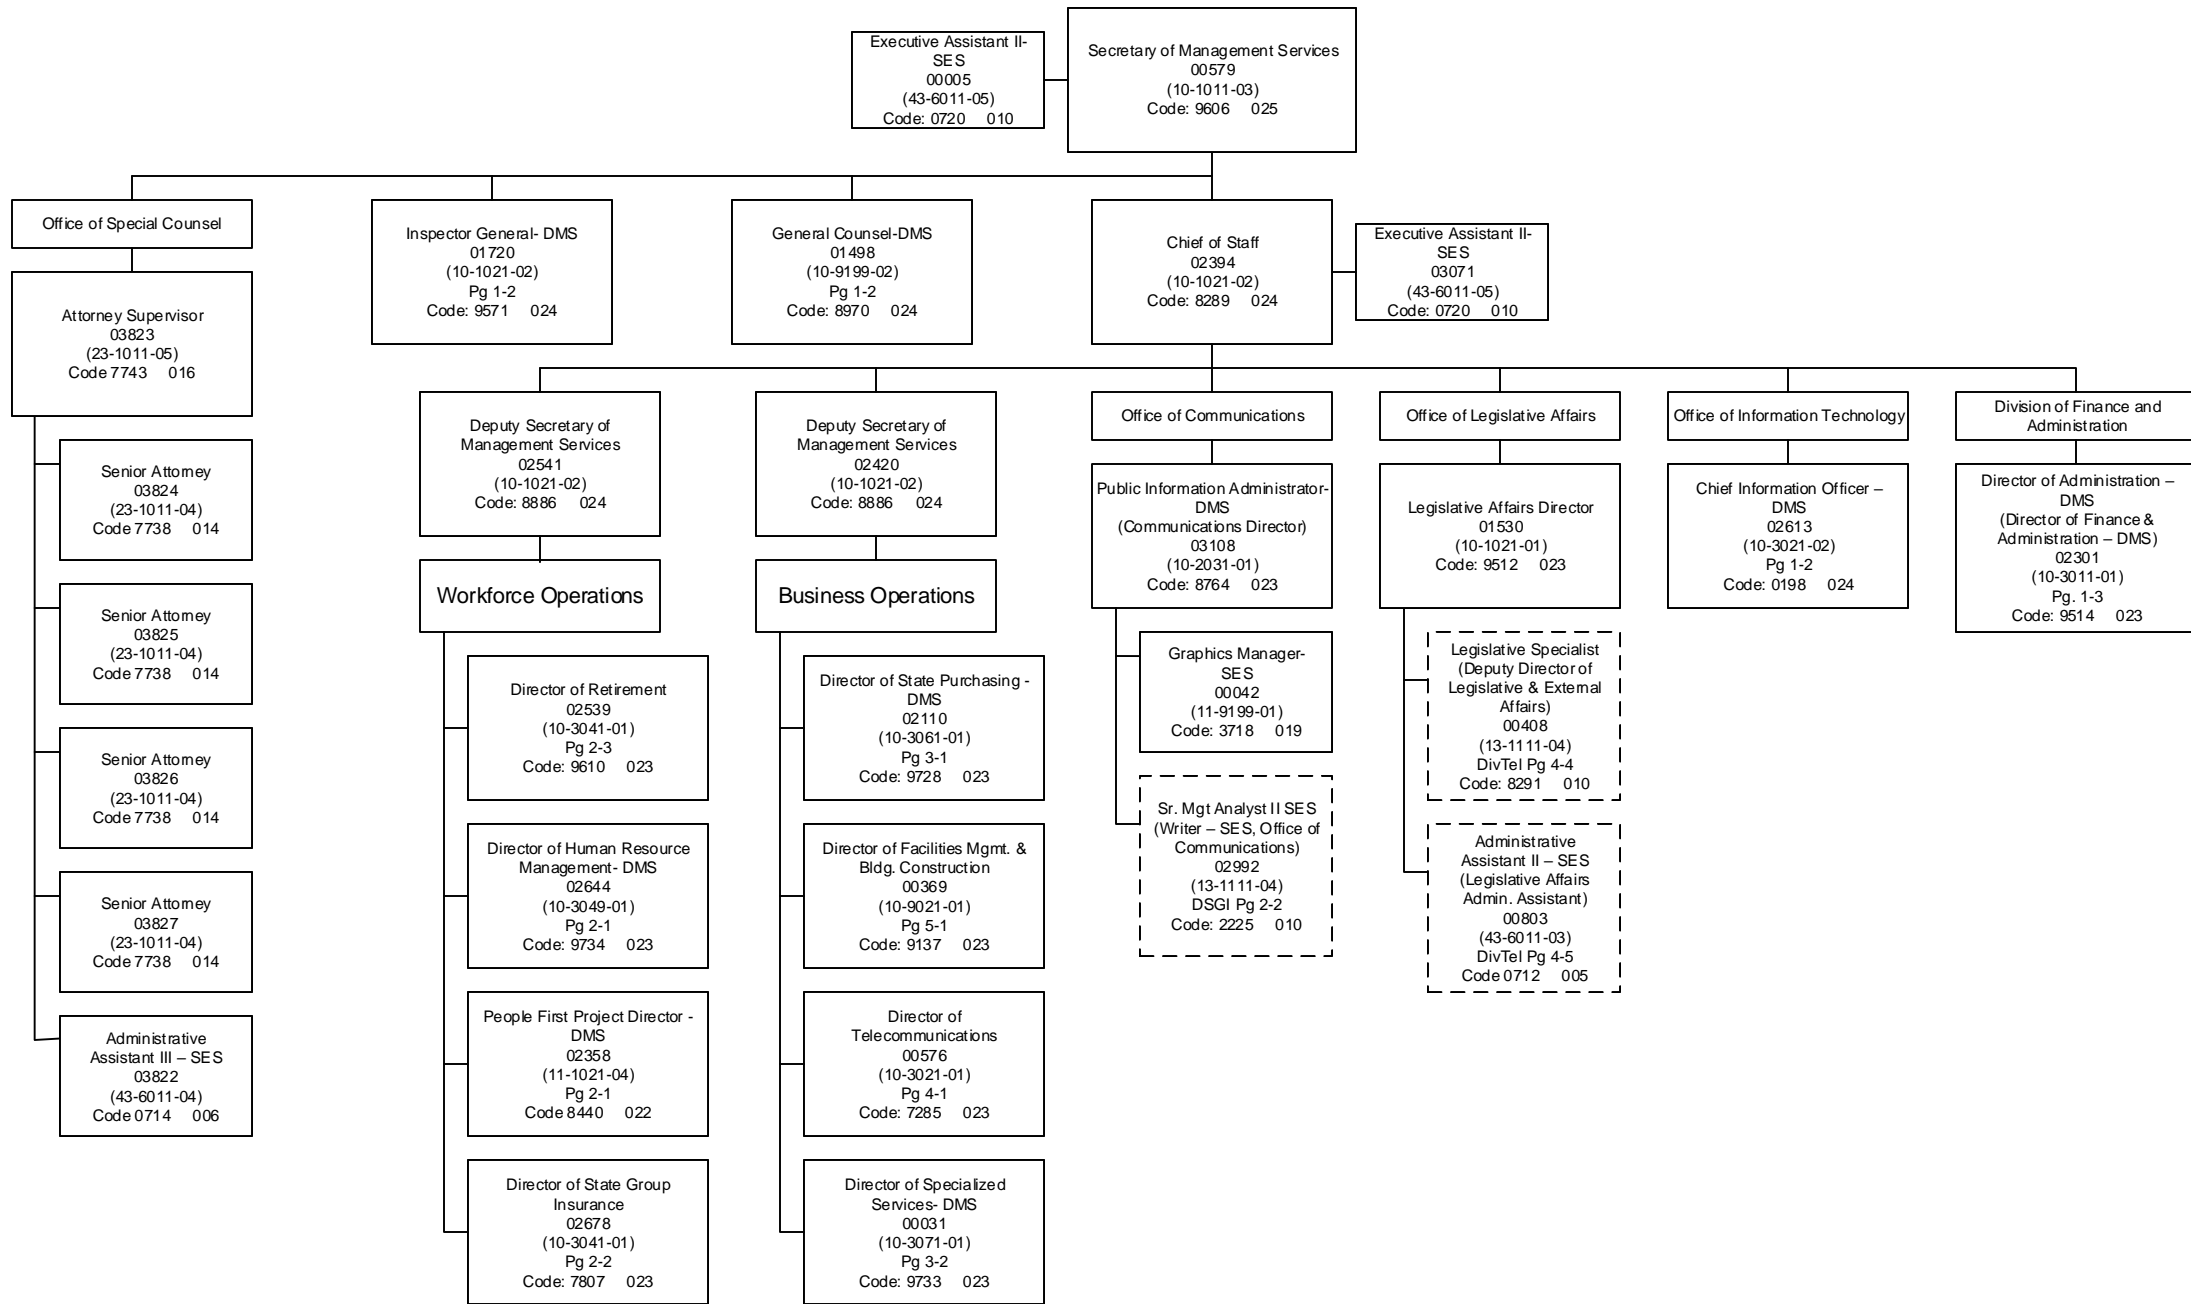 Executive Assistant II-
SES
00005
(43-6011-05)
Code: 0720 010
Secretary of Management Services
00579
(10-1011-03)
Code: 9606 025
Office of Special Counsel
Inspector General- DMS
01720
(10-1021-02)
Pg 1-2
Code: 9571 024
General Counsel-DMS
01498
(10-9199-02)
Pg 1-2
Code: 8970 024
Chief of Staff
02394
(10-1021-02)
Code: 8289 024
Executive Assistant II-
SES
03071
(43-6011-05)
Code: 0720 010
Attorney Supervisor
03823
(23-1011-05)
Code 7743 016
Senior Attorney
03824
(23-1011-04)
Code 7738 014
Senior Attorney
03825
(23-1011-04)
Code 7738 014
Senior Attorney
03826
(23-1011-04)
Code 7738 014
Senior Attorney
03827
(23-1011-04)
Code 7738 014
Administrative
Assistant III – SES
03822
(43-6011-04)
Code 0714 006
Deputy Secretary of
Management Services
02541
(10-1021-02)
Code: 8886 024
Workforce Operations
Director of Retirement
02539
(10-3041-01)
Pg 2-3
Code: 9610 023
Director of Human Resource
Management- DMS
02644
(10-3049-01)
Pg 2-1
Code: 9734 023
People First Project Director -
DMS
02358
(11-1021-04)
Pg 2-1
Code 8440 022
Director of State Group
Insurance
02678
(10-3041-01)
Pg 2-2
Code: 7807 023
Deputy Secretary of
Management Services
02420
(10-1021-02)
Code: 8886 024
Business Operations
Director of State Purchasing -
DMS
02110
(10-3061-01)
Pg 3-1
Code: 9728 023
Director of Facilities Mgmt. &
Bldg. Construction
00369
(10-9021-01)
Pg 5-1
Code: 9137 023
Director of
Telecommunications
00576
(10-3021-01)
Pg 4-1
Code: 7285 023
Director of Specialized
Services- DMS
00031
(10-3071-01)
Pg 3-2
Code: 9733 023
Office of Communications
Public Information Administrator-
DMS
(Communications Director)
03108
(10-2031-01)
Code: 8764 023
Graphics Manager-
SES
00042
(11-9199-01)
Code: 3718 019
Sr. Mgt Analyst II SES
(Writer – SES, Office of
Communications)
02992
(13-1111-04)
DSGI Pg 2-2
Code: 2225 010
Office of Legislative Affairs
Legislative Affairs Director
01530
(10-1021-01)
Code: 9512 023
Legislative Specialist
(Deputy Director of
Legislative & External
Affairs)
00408
(13-1111-04)
DivTel Pg 4-4
Code: 8291 010
Administrative
Assistant II – SES
(Legislative Affairs
Admin. Assistant)
00803
(43-6011-03)
DivTel Pg 4-5
Code 0712 005
Office of Information Technology
Chief Information Officer –
DMS
02613
(10-3021-02)
Pg 1-2
Code: 0198 024
Division of Finance and
Administration
Director of Administration –
DMS
(Director of Finance &
Administration – DMS)
02301
(10-3011-01)
Pg. 1-3
Code: 9514 023